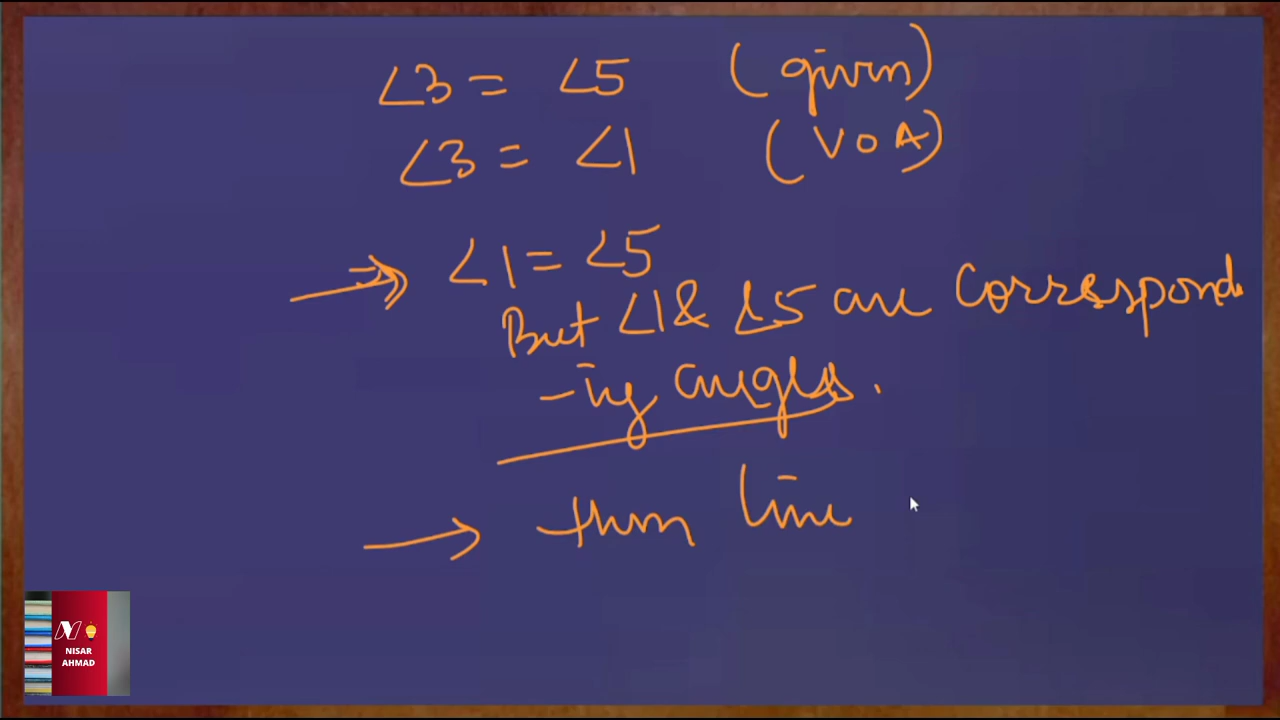 ∠3 = ∠5 (given)
∠3 = ∠1 (VOA)
⇒ ∠1 = ∠5
But ∠1 & ∠5 are correspond
-ing angles.
→ then line
N
NISAR
AHMAD